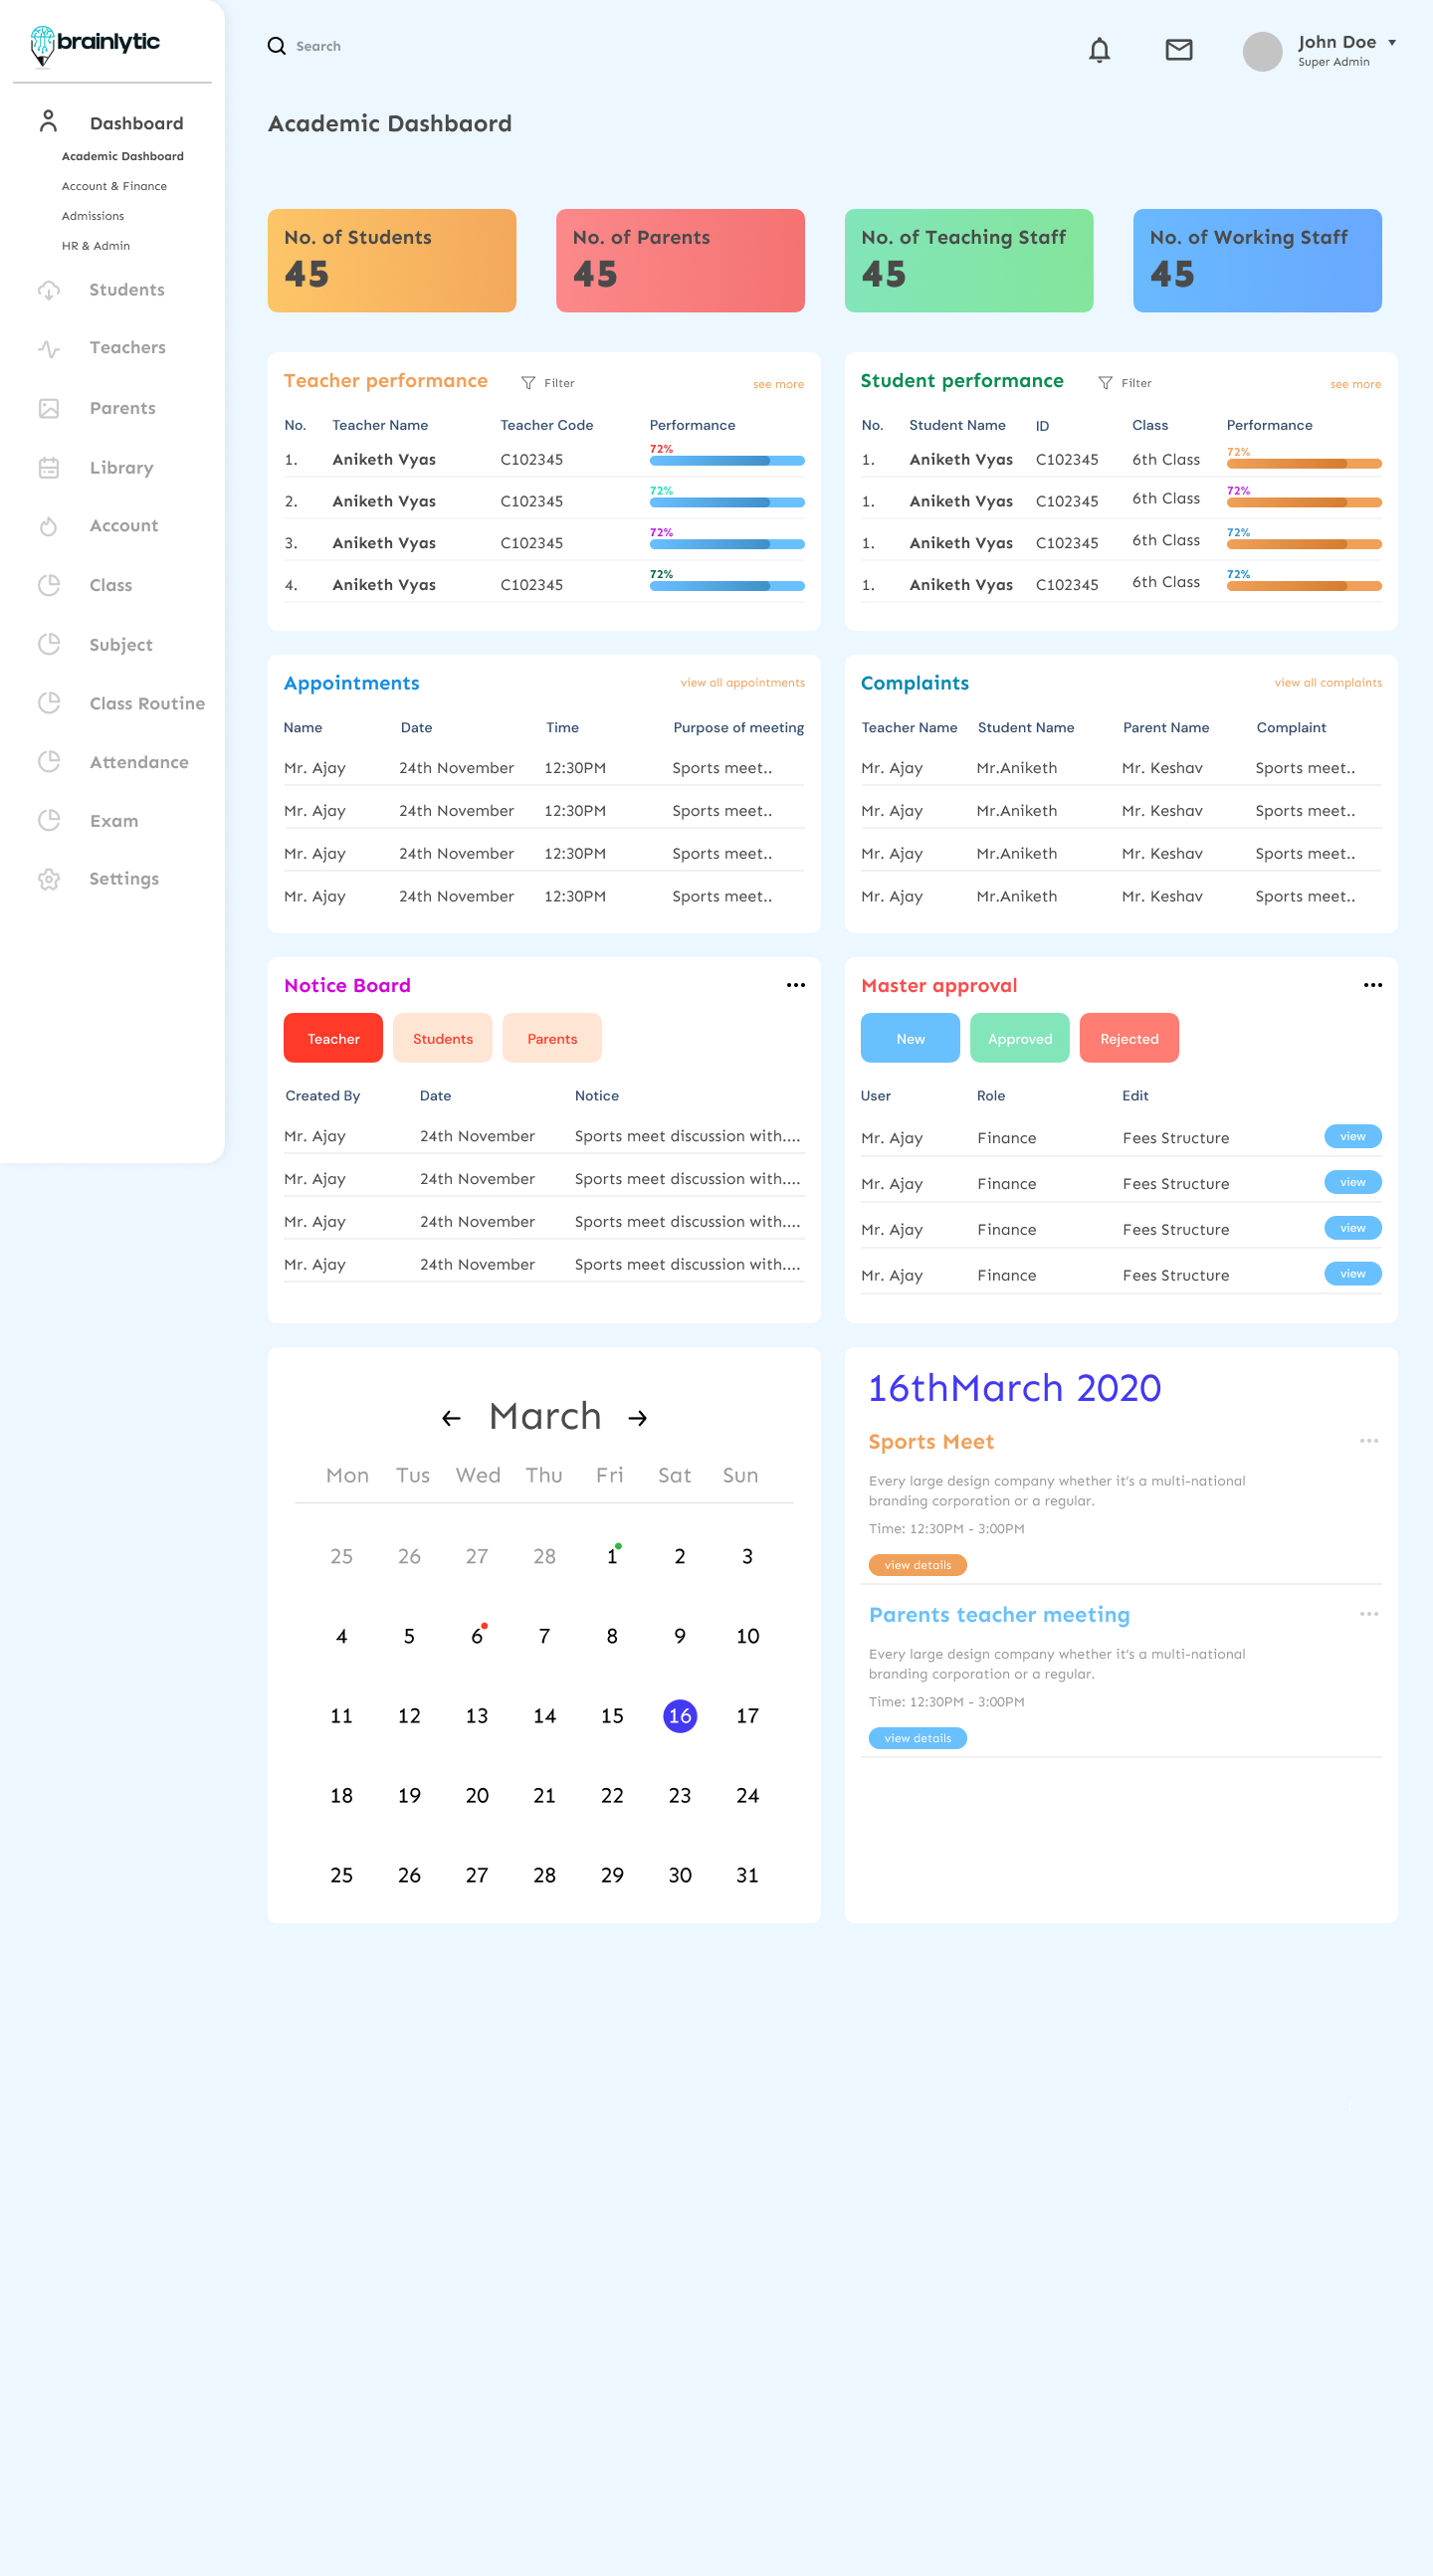 brainlytic
Dashboard
Academic Dashboard
Account & Finance
Admissions
HR & Admin
Students
Teachers
Parents
Library
Account
Class
Subject
Class Routine
Attendance
Exam
Settings
Search
John Doe
Super Admin
Academic Dashbaord
No. of Students
45
No. of Parents
45
No. of Teaching Staff
45
No. of Working Staff
45
Teacher performance Filter see more
No. Teacher Name Teacher Code Performance
72%
1. Aniketh Vyas C102345
72%
2. Aniketh Vyas C102345
72%
3. Aniketh Vyas C102345
72%
4. Aniketh Vyas C102345
Student performance Filter see more
No. Student Name ID Class Performance
72%
1. Aniketh Vyas C102345 6th Class
72%
1. Aniketh Vyas C102345 6th Class
72%
1. Aniketh Vyas C102345 6th Class
72%
1. Aniketh Vyas C102345 6th Class
Appointments view all appointments
Name Date Time Purpose of meeting
Mr. Ajay 24th November 12:30PM Sports meet..
Mr. Ajay 24th November 12:30PM Sports meet..
Mr. Ajay 24th November 12:30PM Sports meet..
Mr. Ajay 24th November 12:30PM Sports meet..
Complaints view all complaints
Teacher Name Student Name Parent Name Complaint
Mr. Ajay Mr.Aniketh Mr. Keshav Sports meet..
Mr. Ajay Mr.Aniketh Mr. Keshav Sports meet..
Mr. Ajay Mr.Aniketh Mr. Keshav Sports meet..
Mr. Ajay Mr.Aniketh Mr. Keshav Sports meet..
Notice Board
Teacher Students Parents
Created By Date Notice
Mr. Ajay 24th November Sports meet discussion with....
Mr. Ajay 24th November Sports meet discussion with....
Mr. Ajay 24th November Sports meet discussion with....
Mr. Ajay 24th November Sports meet discussion with....
Master approval
New Approved Rejected
User Role Edit
Mr. Ajay Finance Fees Structure view
Mr. Ajay Finance Fees Structure view
Mr. Ajay Finance Fees Structure view
Mr. Ajay Finance Fees Structure view
March
Mon Tus Wed Thu Fri Sat Sun
25 26 27 28 1 2 3
4 5 6 7 8 9 10
11 12 13 14 15 16 17
18 19 20 21 22 23 24
25 26 27 28 29 30 31
16thMarch 2020
Sports Meet
Every large design company whether it's a multi-national
branding corporation or a regular.
Time: 12:30PM - 3:00PM
view details
Parents teacher meeting
Every large design company whether it's a multi-national
branding corporation or a regular.
Time: 12:30PM - 3:00PM
view details